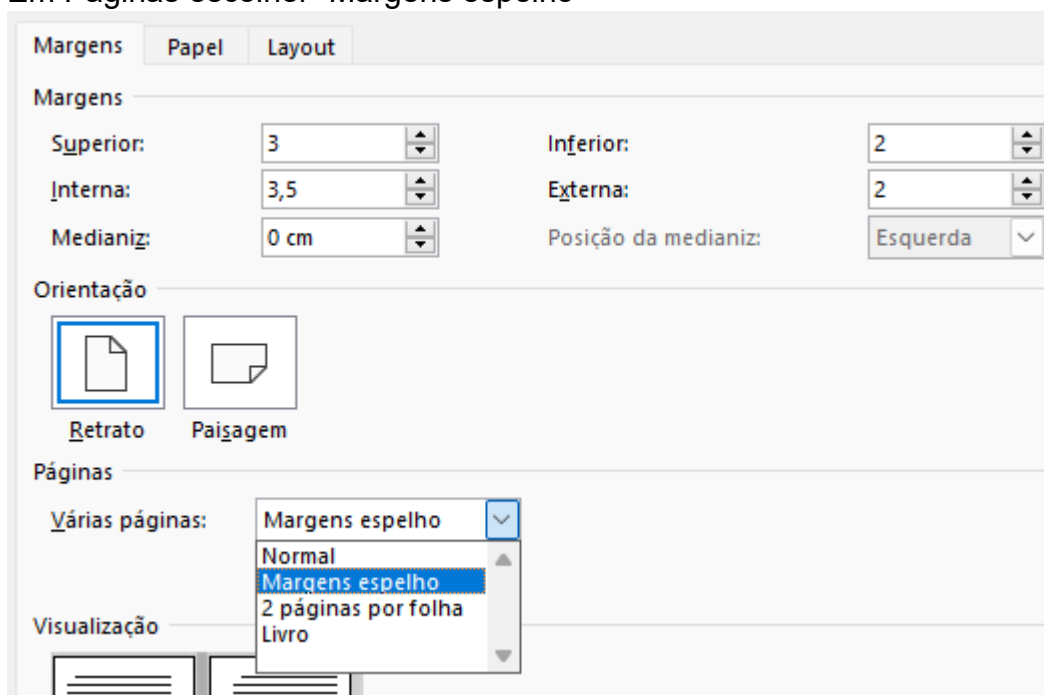 Margens Papel Layout
Margens
Superior: 3 Inferior: 2
Interna: 3,5 Externa: 2
Medianiz: 0 cm Posição da medianiz: Esquerda
Orientação
Retrato Paisagem
Páginas
Várias páginas: Margens espelho
Normal
Margens espelho
2 páginas por folha
Livro
Visualização